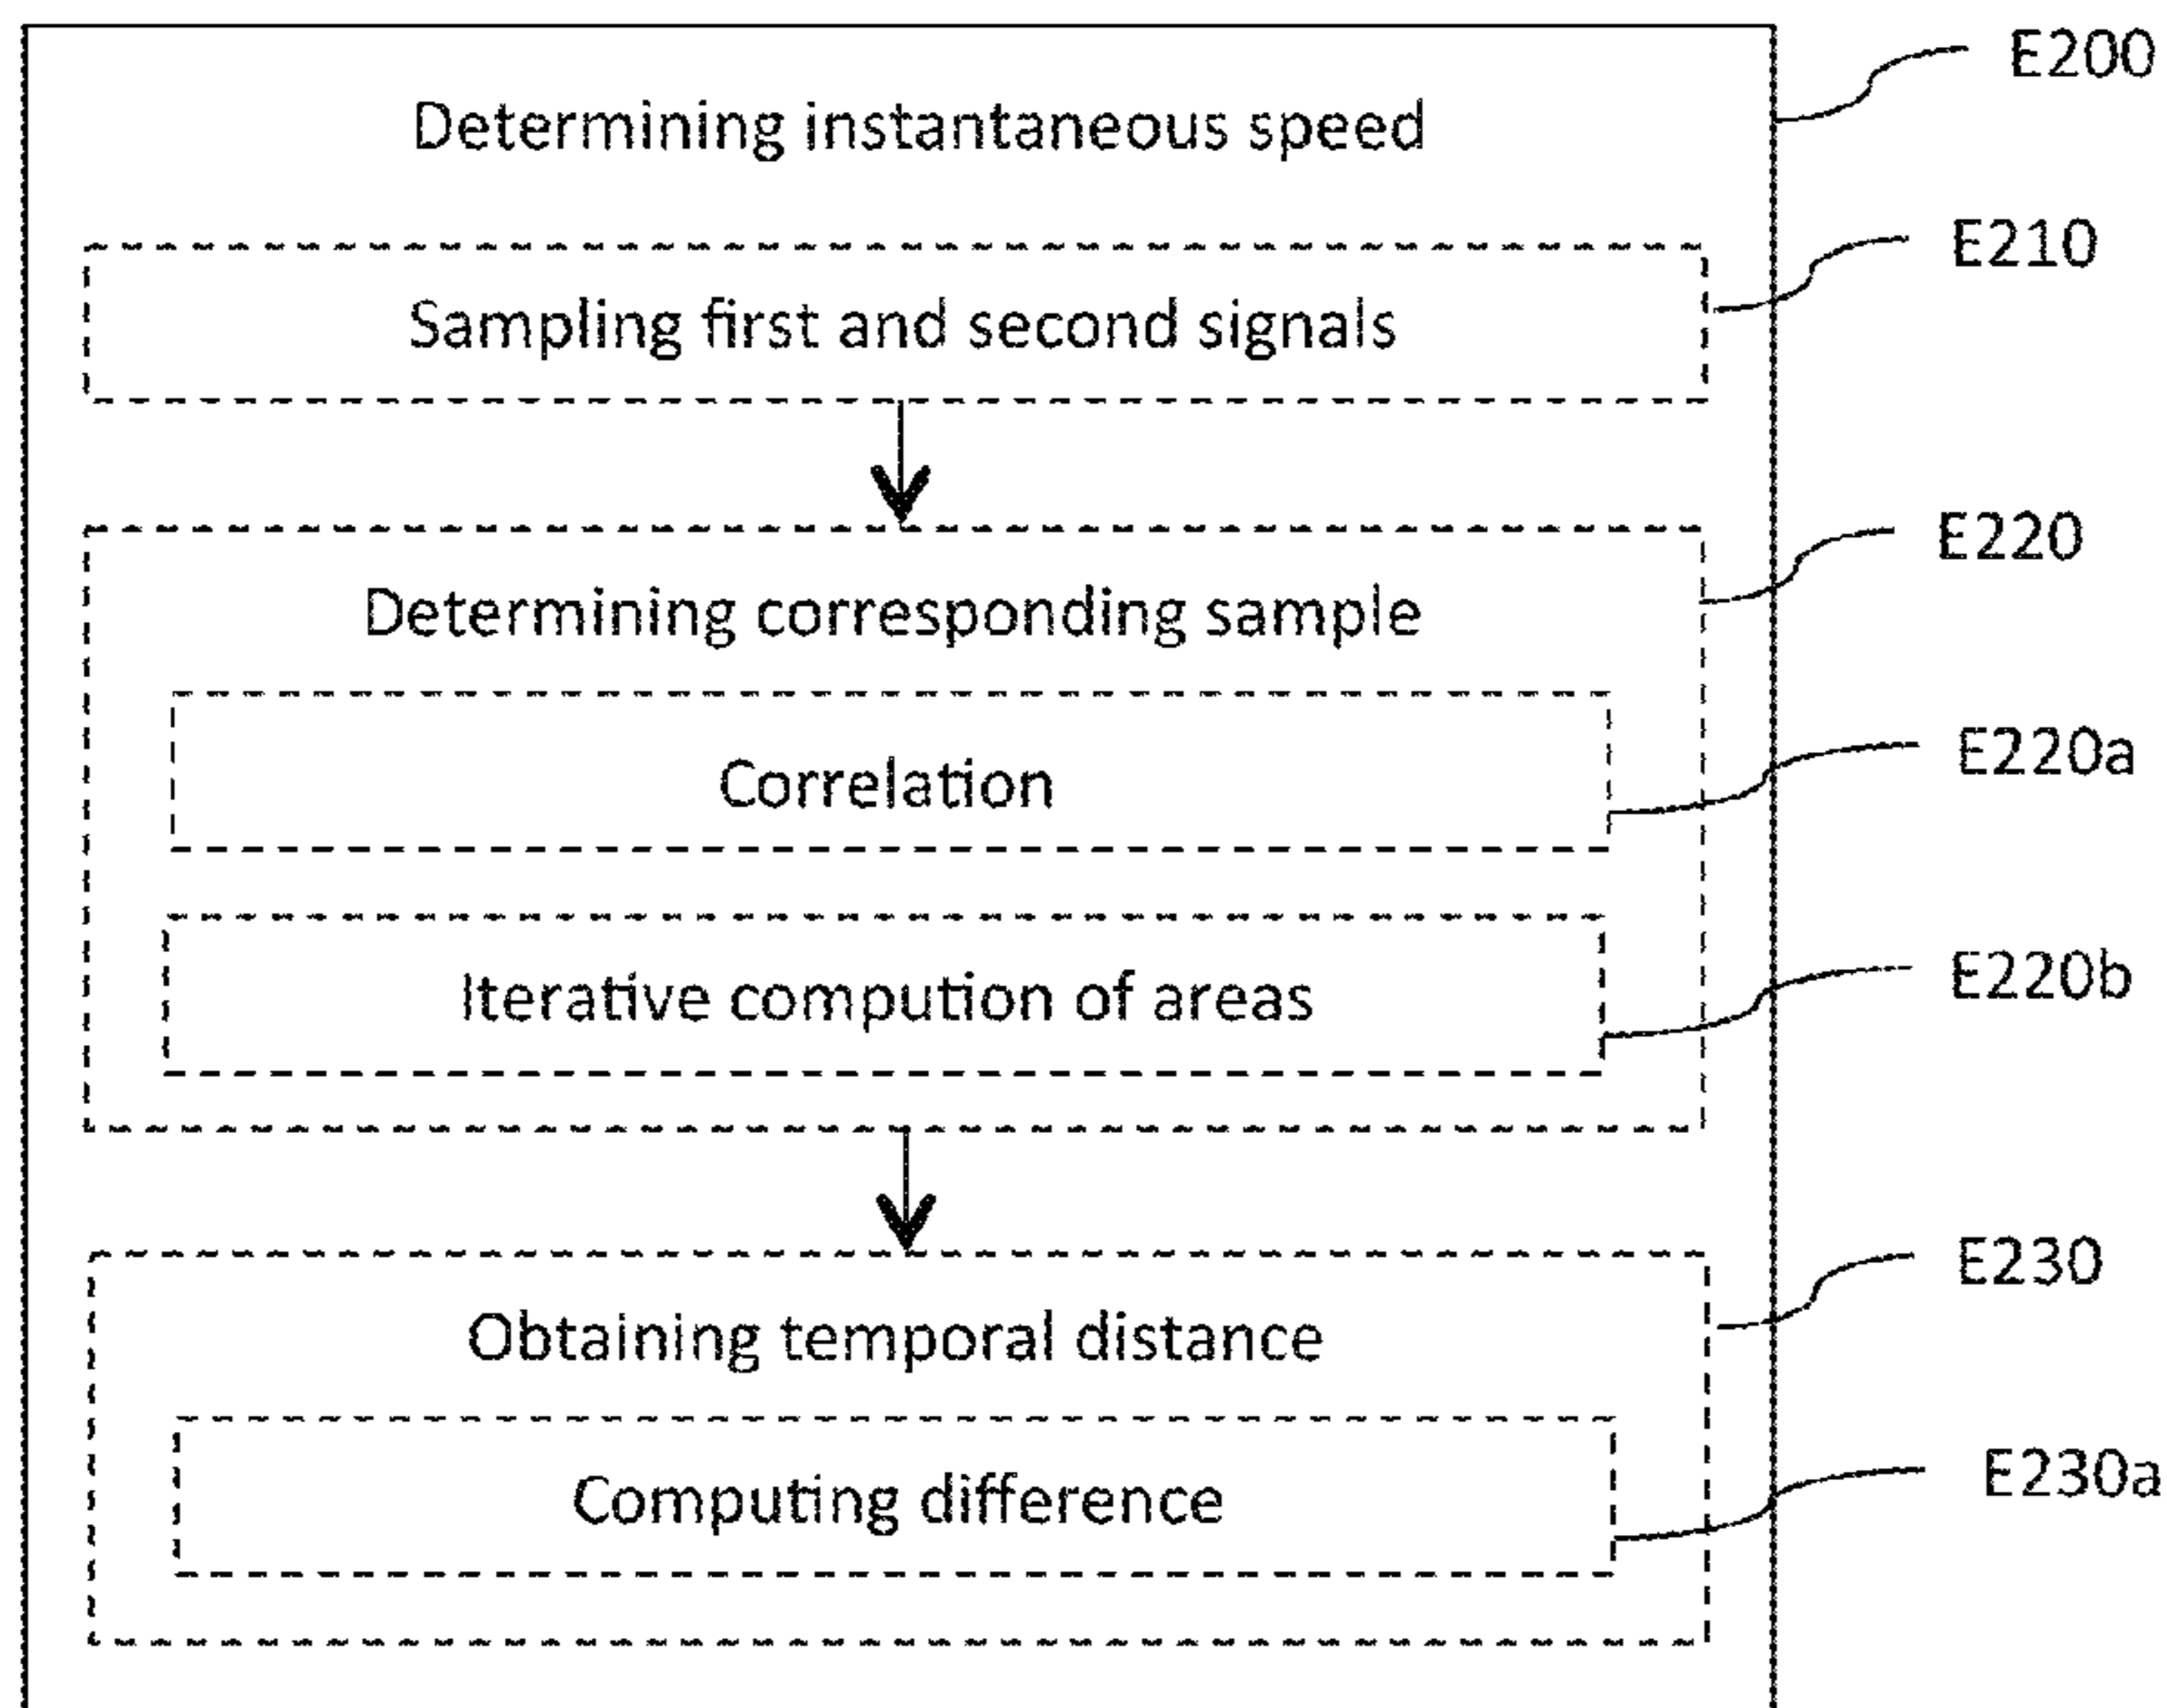 E200
Determining instantaneous speed
E210
Sampling first and second signals
E220
Determining corresponding sample
E220a
Correlation
E220b
Iterative compution of areas
E230
Obtaining temporal distance
E230a
Computing difference